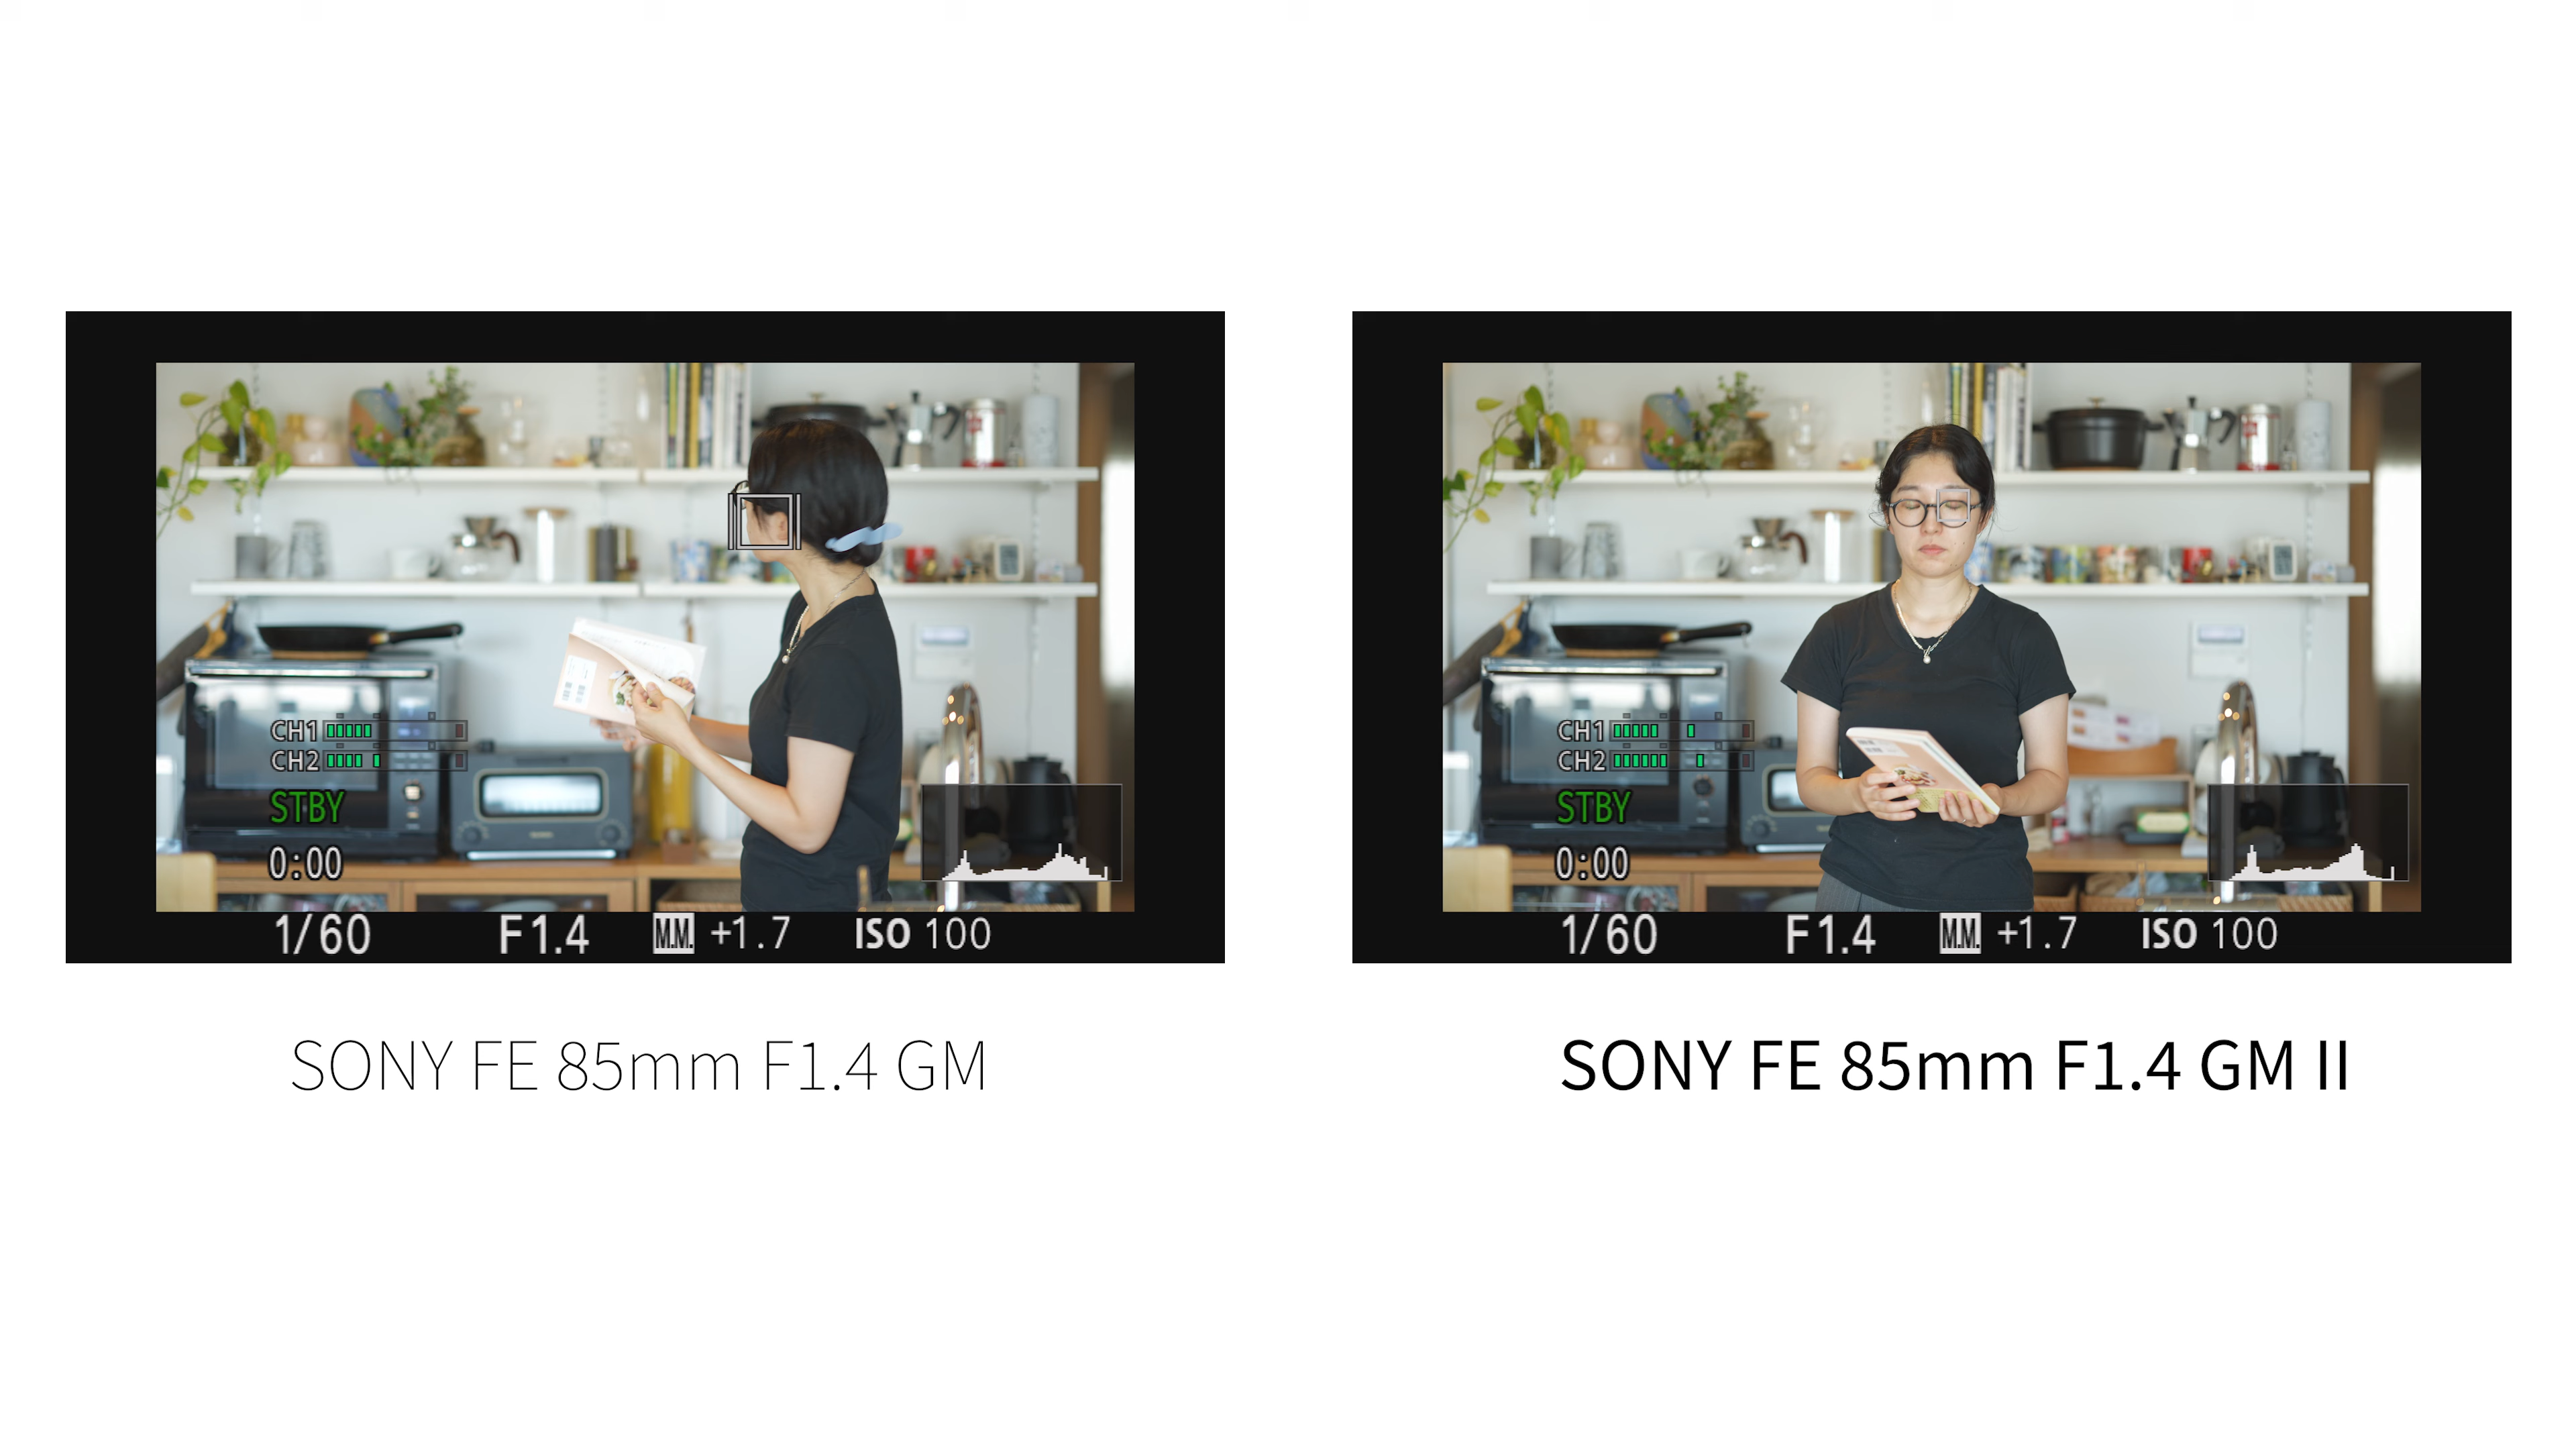 CH1
CH2
STBY
0:00
1/60 F1.4 M.M. +1.7 ISO 100
SONY FE 85mm F1.4 GM
CH1
CH2
STBY
0:00
1/60 F1.4 M.M. +1.7 ISO 100
SONY FE 85mm F1.4 GM II